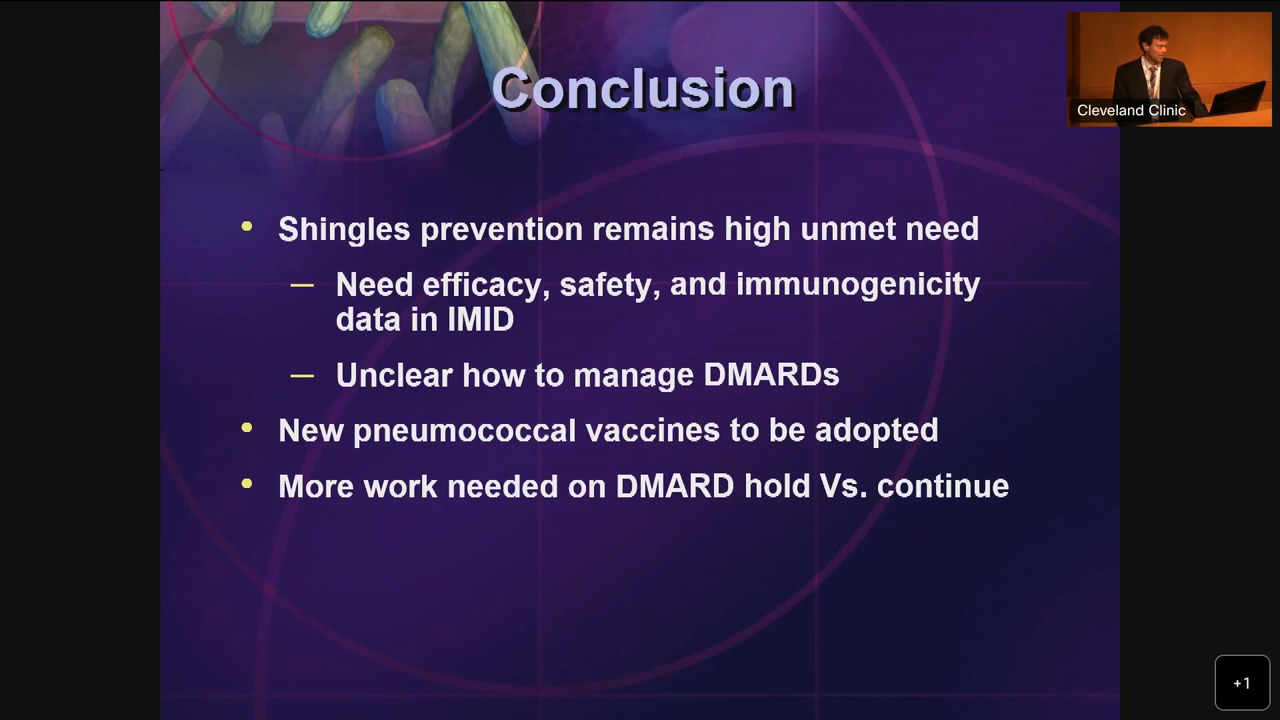 Conclusion
Cleveland Clinic
• Shingles prevention remains high unmet need
— Need efficacy, safety, and immunogenicity
data in IMID
— Unclear how to manage DMARDs
• New pneumococcal vaccines to be adopted
• More work needed on DMARD hold Vs. continue
+1